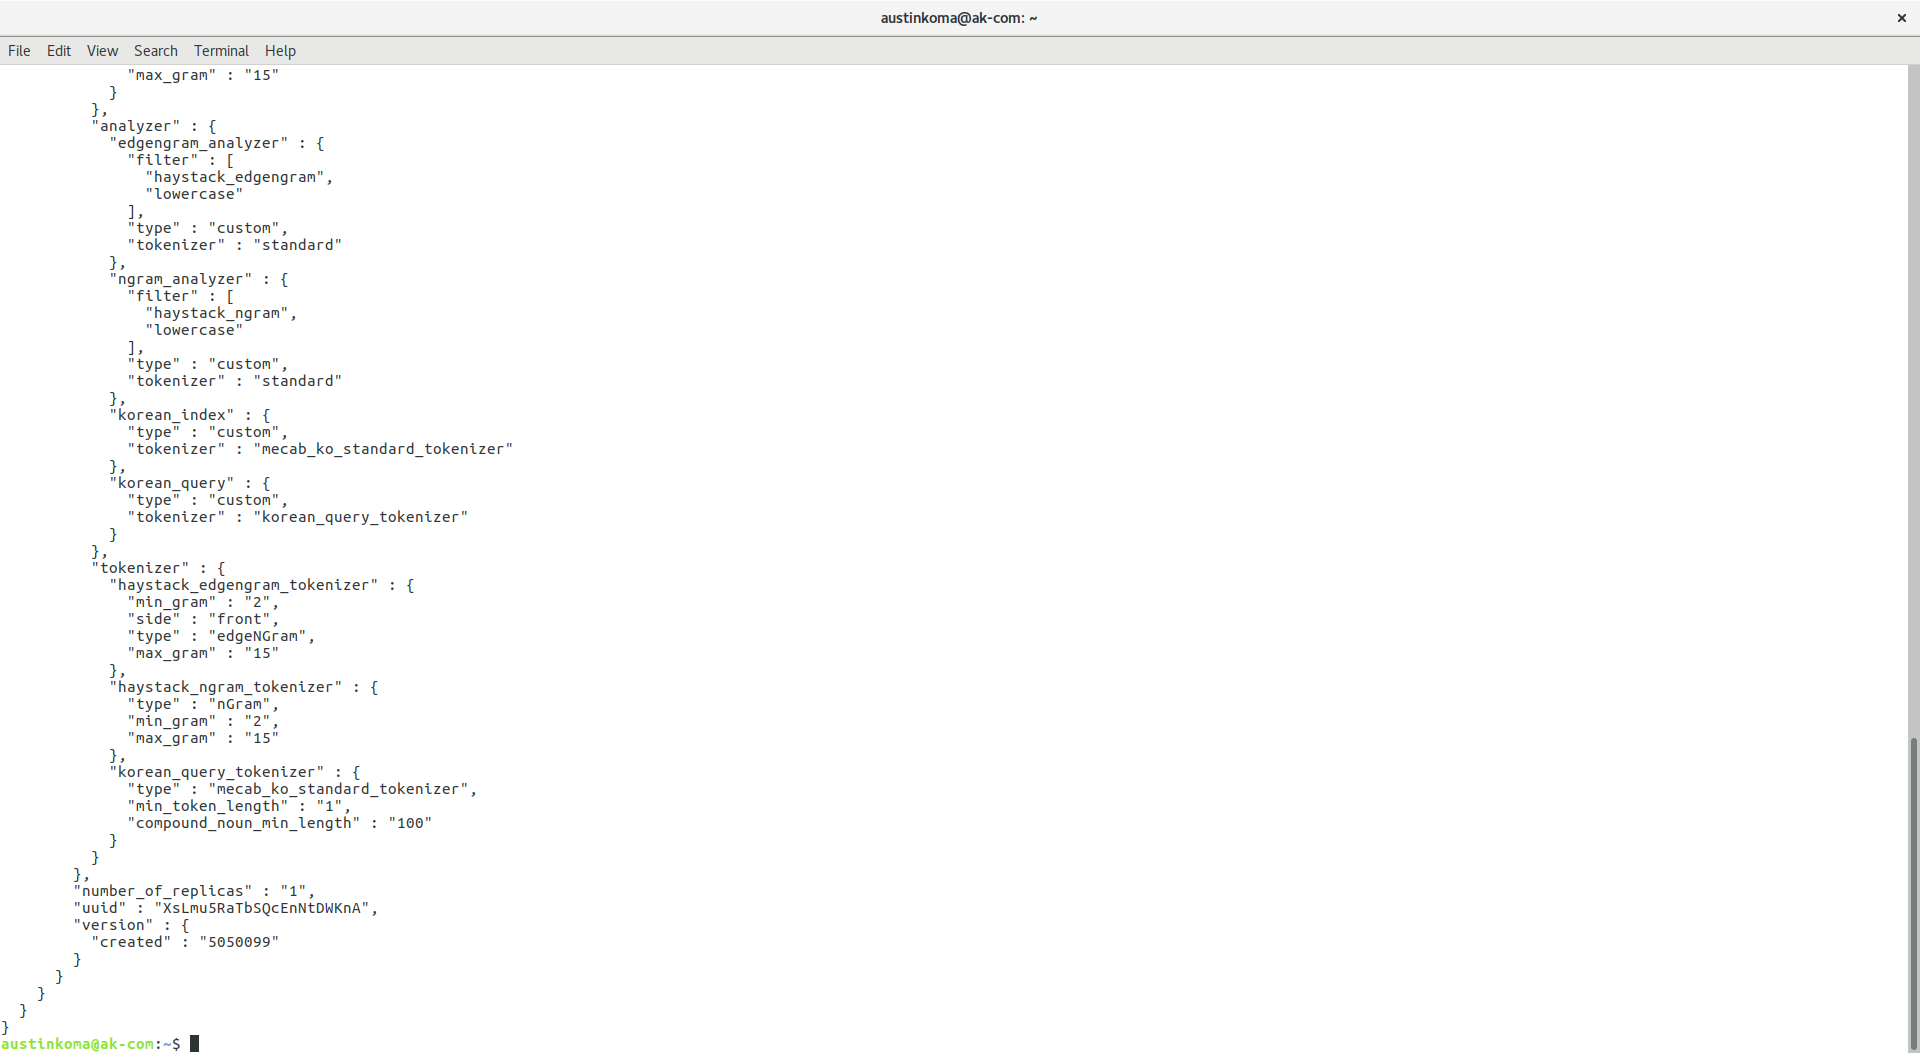 austinkoma@ak-com: ~
File Edit View Search Terminal Help
              "max_gram" : "15"
            }
          },
          "analyzer" : {
            "edgengram_analyzer" : {
              "filter" : [
                "haystack_edgengram",
                "lowercase"
              ],
              "type" : "custom",
              "tokenizer" : "standard"
            },
            "ngram_analyzer" : {
              "filter" : [
                "haystack_ngram",
                "lowercase"
              ],
              "type" : "custom",
              "tokenizer" : "standard"
            },
            "korean_index" : {
              "type" : "custom",
              "tokenizer" : "mecab_ko_standard_tokenizer"
            },
            "korean_query" : {
              "type" : "custom",
              "tokenizer" : "korean_query_tokenizer"
            }
          },
          "tokenizer" : {
            "haystack_edgengram_tokenizer" : {
              "min_gram" : "2",
              "side" : "front",
              "type" : "edgeNGram",
              "max_gram" : "15"
            },
            "haystack_ngram_tokenizer" : {
              "type" : "nGram",
              "min_gram" : "2",
              "max_gram" : "15"
            },
            "korean_query_tokenizer" : {
              "type" : "mecab_ko_standard_tokenizer",
              "min_token_length" : "1",
              "compound_noun_min_length" : "100"
            }
          }
        },
        "number_of_replicas" : "1",
        "uuid" : "XsLmu5RaTbSQcEnNtDWKnA",
        "version" : {
          "created" : "5050099"
        }
      }
    }
  }
}
austinkoma@ak-com:~$